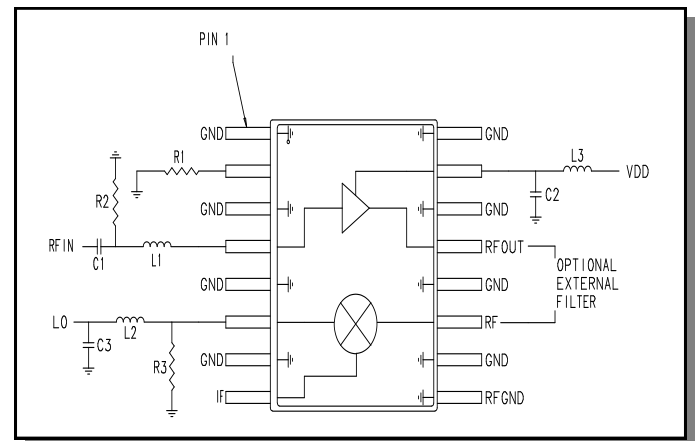 PIN 1
GND
GND
R1
L3
VDD
R2
C2
GND
GND
RFIN
C1
L1
RFOUT
OPTIONAL
EXTERNAL
FILTER
GND
GND
LO
L2
RF
C3
R3
GND
GND
IF
RFGND